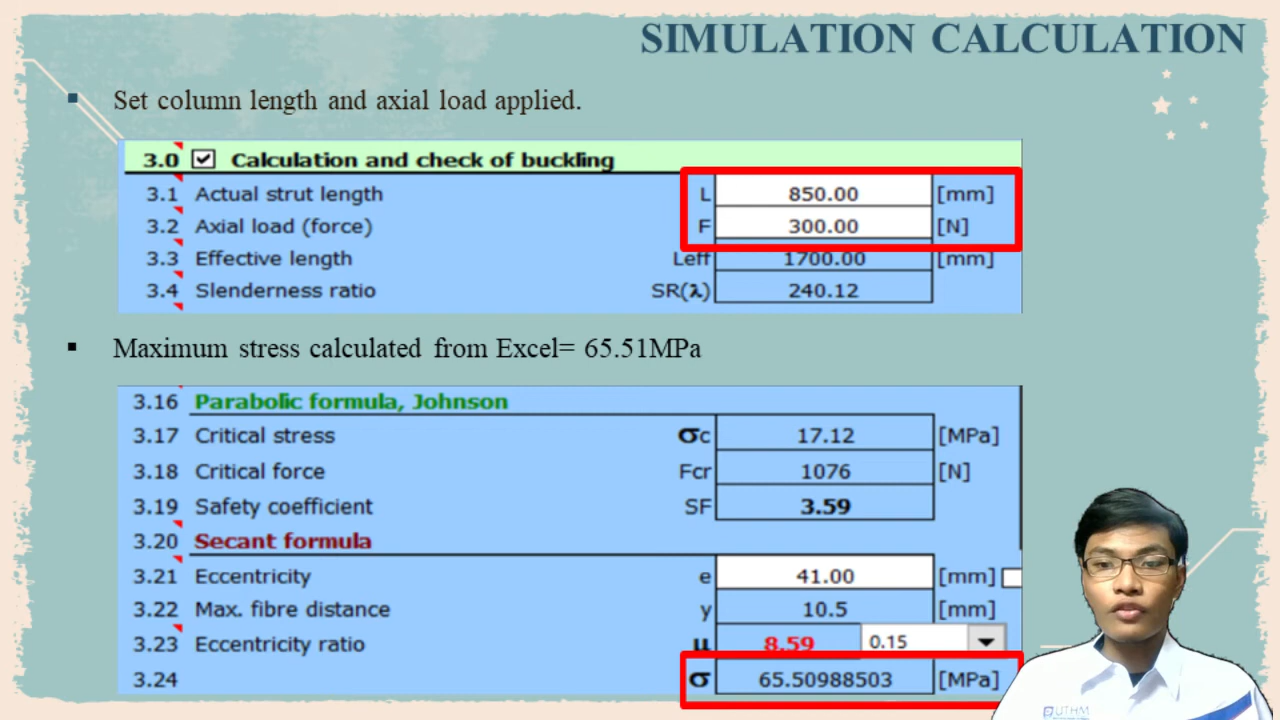 SIMULATION CALCULATION
▪ Set column length and axial load applied.
3.0 Calculation and check of buckling
3.1 Actual strut length L 850.00 [mm]
3.2 Axial load (force) F 300.00 [N]
3.3 Effective length Leff 1700.00 [mm]
3.4 Slenderness ratio SR(λ) 240.12
▪ Maximum stress calculated from Excel= 65.51MPa
3.16 Parabolic formula, Johnson
3.17 Critical stress σc 17.12 [MPa]
3.18 Critical force Fcr 1076 [N]
3.19 Safety coefficient SF 3.59
3.20 Secant formula
3.21 Eccentricity e 41.00 [mm]
3.22 Max. fibre distance y 10.5 [mm]
3.23 Eccentricity ratio μ 8.59 0.15
3.24 σ 65.50988503 [MPa]
UTHM